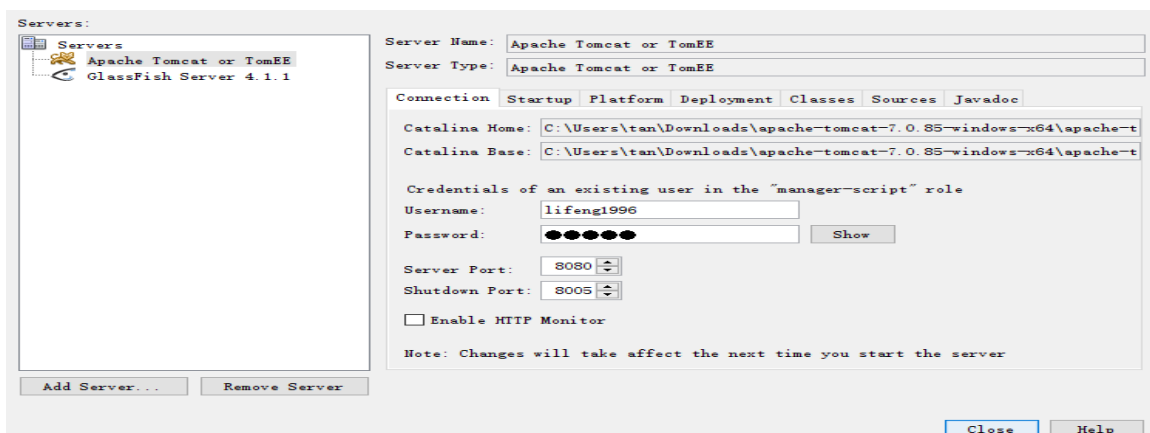 Servers:
Servers
Apache Tomcat or TomEE
GlassFish Server 4.1.1
Add Server...
Remove Server
Server Name: Apache Tomcat or TomEE
Server Type: Apache Tomcat or TomEE
Connection Startup Platform Deployment Classes Sources Javadoc
Catalina Home: C:\Users\tan\Downloads\apache-tomcat-7.0.85-windows-x64\apache-t
Catalina Base: C:\Users\tan\Downloads\apache-tomcat-7.0.85-windows-x64\apache-t
Credentials of an existing user in the "manager-script" role
Username: lifeng1996
Password: ●●●●● Show
Server Port: 8080
Shutdown Port: 8005
Enable HTTP Monitor
Note: Changes will take affect the next time you start the server
Close Help